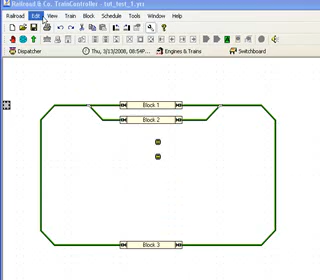 Railroad & Co. TrainController - tut_test_1.yrs
Railroad Edit View Train Block Schedule Tools Window Help
Dispatcher Thu, 3/13/2008, 08:54P... Engines & Trains Switchboard
Block 1
Block 2
Block 3